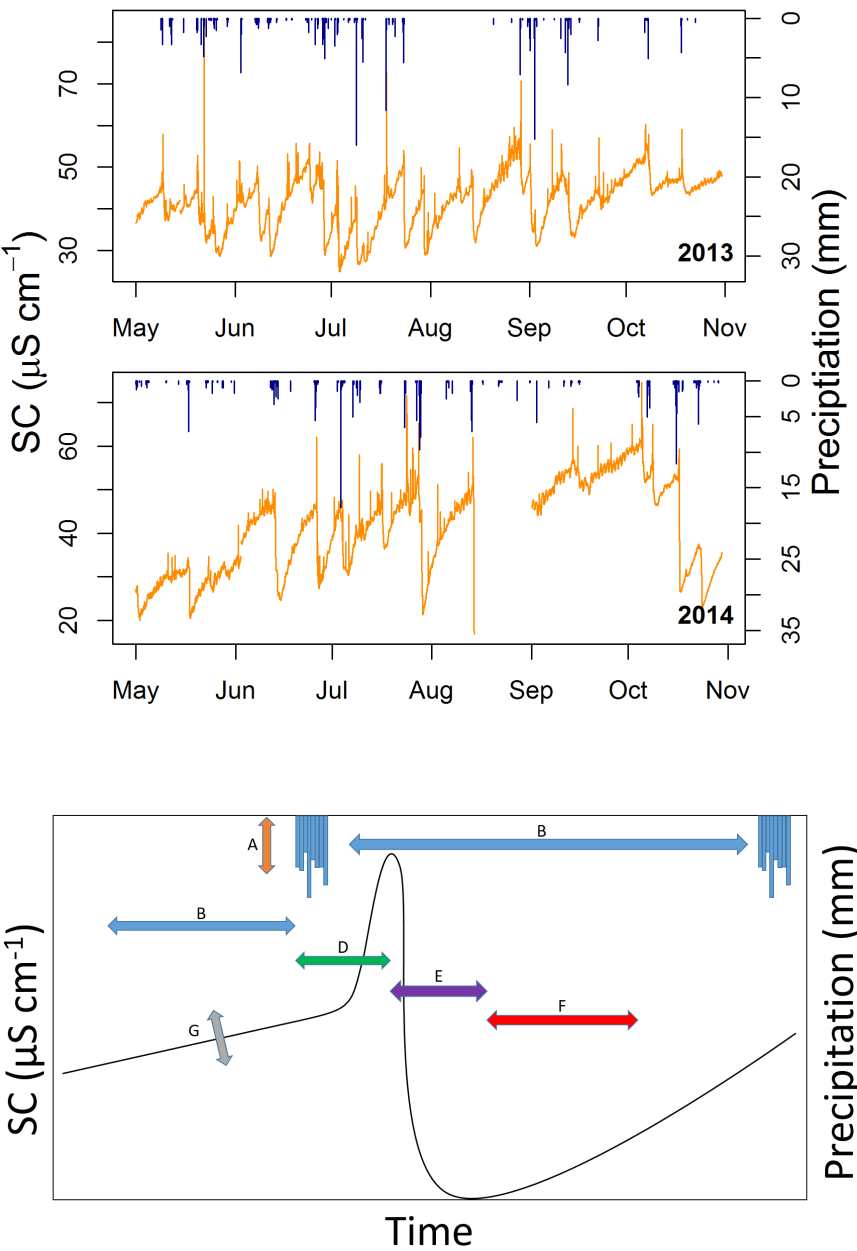 SC (μS cm−1)
Preciptiation (mm)
70
50
30
0
10
20
30
2013
May Jun Jul Aug Sep Oct Nov
60
40
20
0
5
15
25
35
2014
May Jun Jul Aug Sep Oct Nov
SC (μS cm-1)
Precipitation (mm)
A
B
B
D
E
F
G
Time